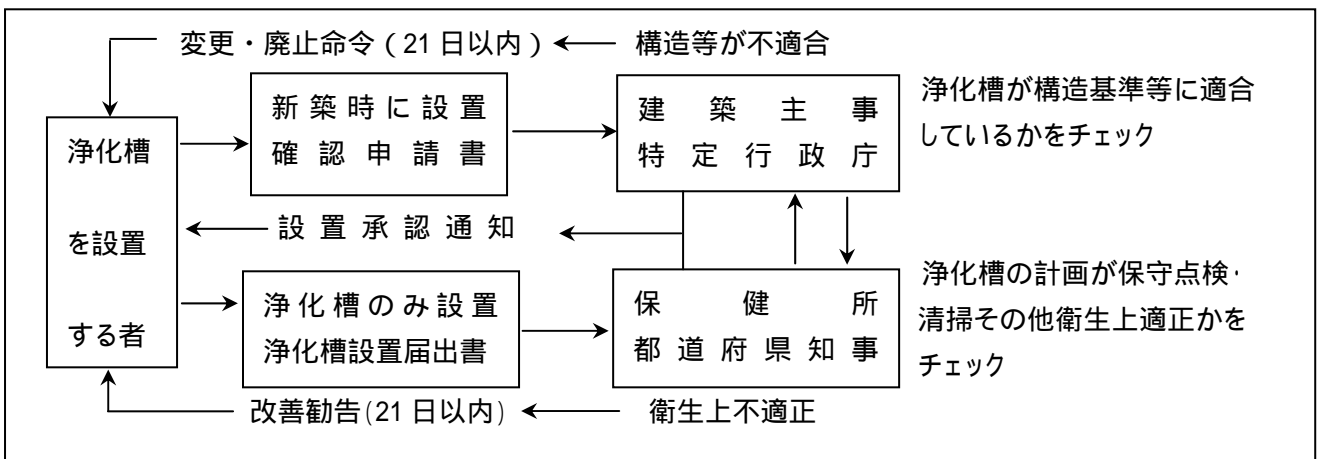 変更・廃止命令(21日以内) 構造等が不適合
浄化槽
を設置
する者
新築時に設置
確認申請書
建築主事
特定行政庁
浄化槽が構造基準等に適合
しているかをチェック
設置承認通知
浄化槽のみ設置
浄化槽設置届出書
保健所
都道府県知事
浄化槽の計画が保守点検・
清掃その他衛生上適正かを
チェック
改善勧告(21日以内) 衛生上不適正